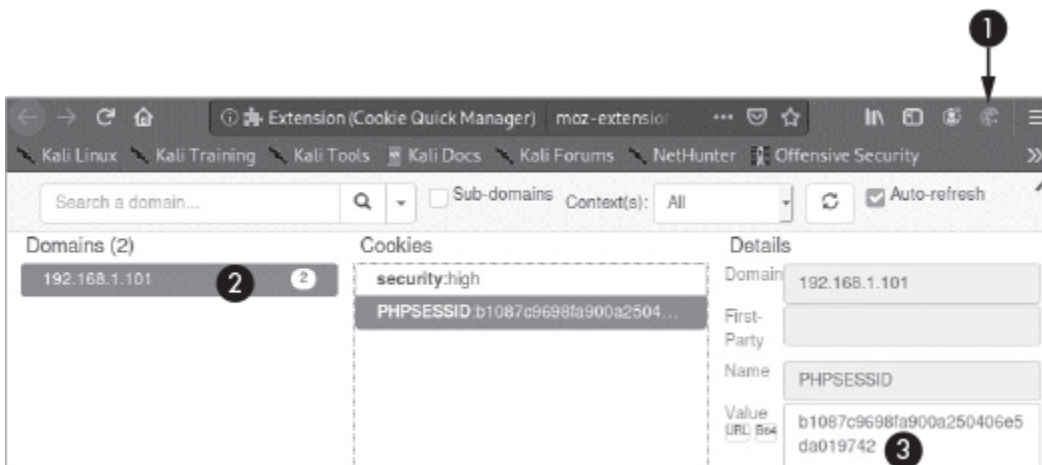 1
Extension (Cookie Quick Manager) moz-extension
Kali Linux Kali Training Kali Tools Kali Docs Kali Forums NetHunter Offensive Security
Search a domain... Sub-domains Context(s): All Auto-refresh
Domains (2) Cookies Details
192.168.1.101 2 2
security:high
PHPSESSID:b1087c9698fa900a2504...
Domain 192.168.1.101
First-
Party
Name PHPSESSID
Value
URL B64
b1087c9698fa900a250406e5
da019742 3